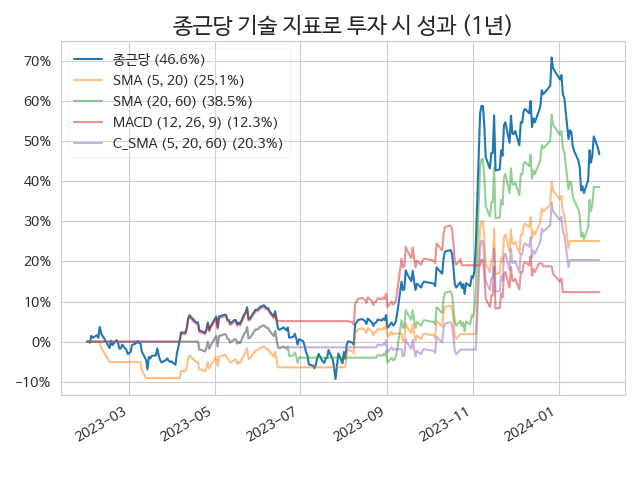 종근당 기술 지표로 투자 시 성과 (1년)
70%
60%
50%
40%
30%
20%
10%
0%
−10%
종근당 (46.6%)
SMA (5, 20) (25.1%)
SMA (20, 60) (38.5%)
MACD (12, 26, 9) (12.3%)
C_SMA (5, 20, 60) (20.3%)
2023-03
2023-05
2023-07
2023-09
2023-11
2024-01